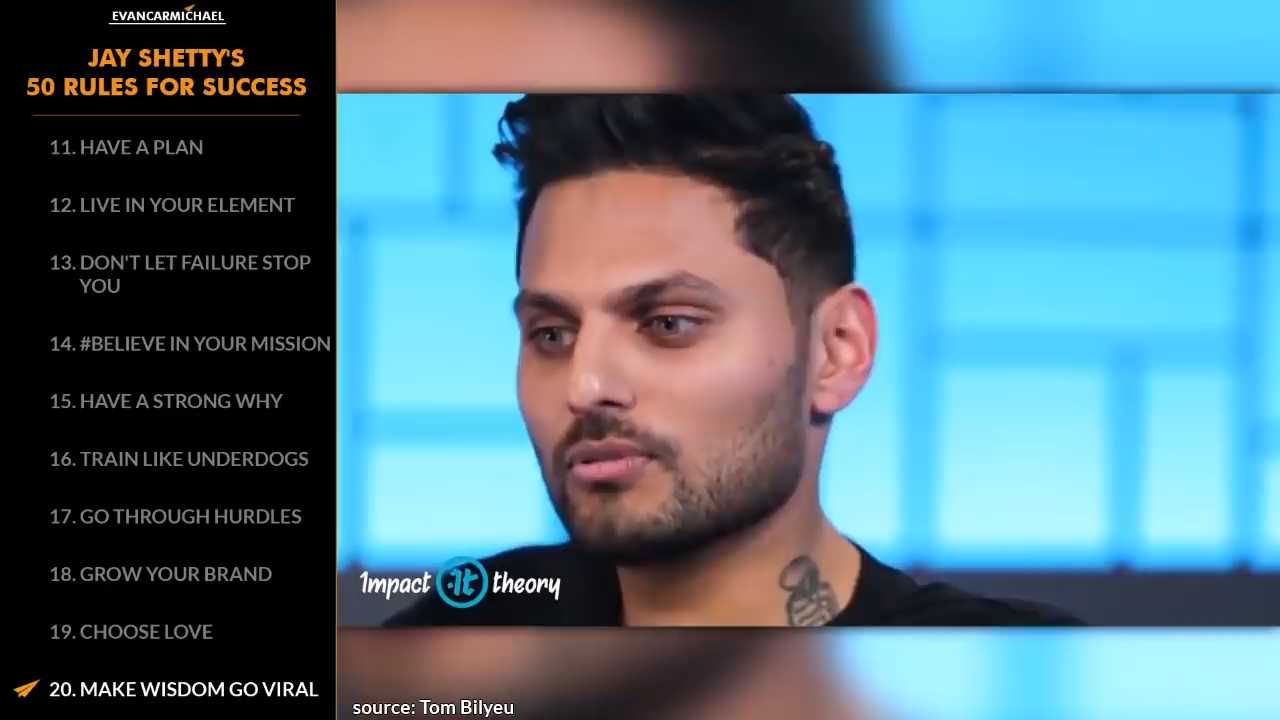 EVANCARMICHAEL
JAY SHETTY'S
50 RULES FOR SUCCESS
11. HAVE A PLAN
12. LIVE IN YOUR ELEMENT
13. DON'T LET FAILURE STOP
YOU
14. #BELIEVE IN YOUR MISSION
15. HAVE A STRONG WHY
16. TRAIN LIKE UNDERDOGS
17. GO THROUGH HURDLES
18. GROW YOUR BRAND
19. CHOOSE LOVE
20. MAKE WISDOM GO VIRAL
Impact it theory
source: Tom Bilyeu